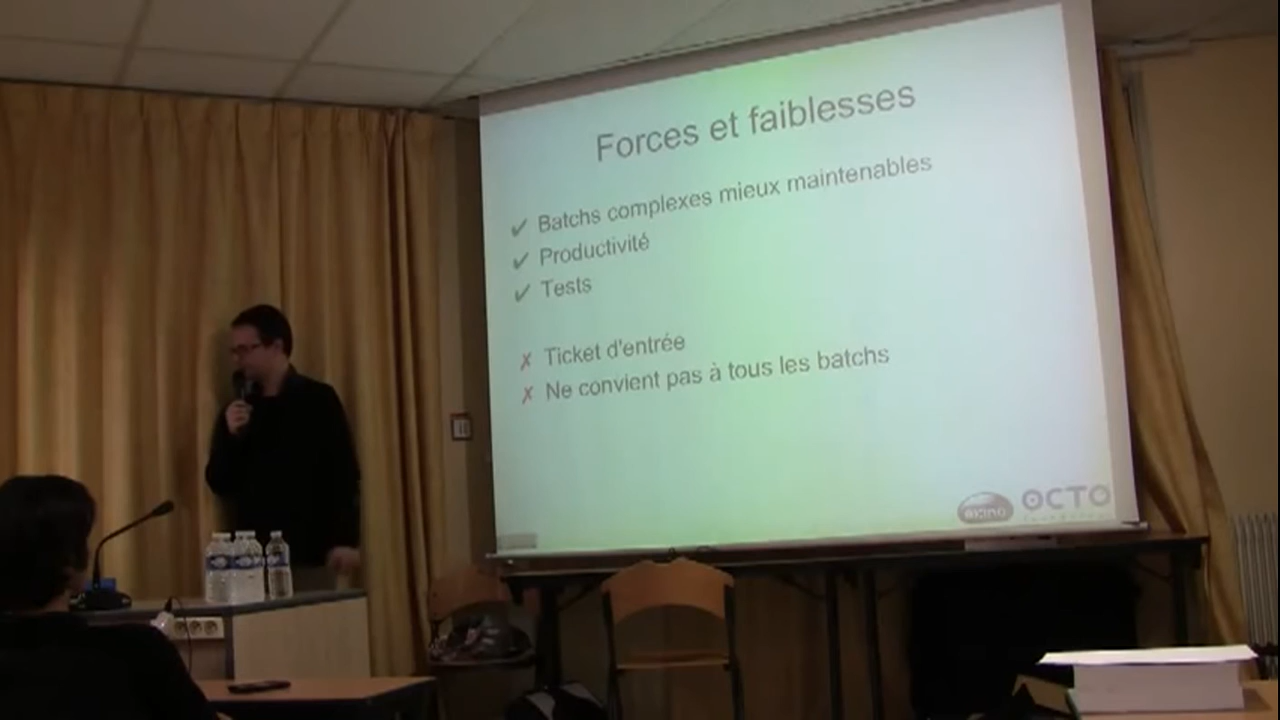 Forces et faiblesses
✔ Batchs complexes mieux maintenables
✔ Productivité
✔ Tests
✗ Ticket d'entrée
✗ Ne convient pas à tous les batchs
OCTO